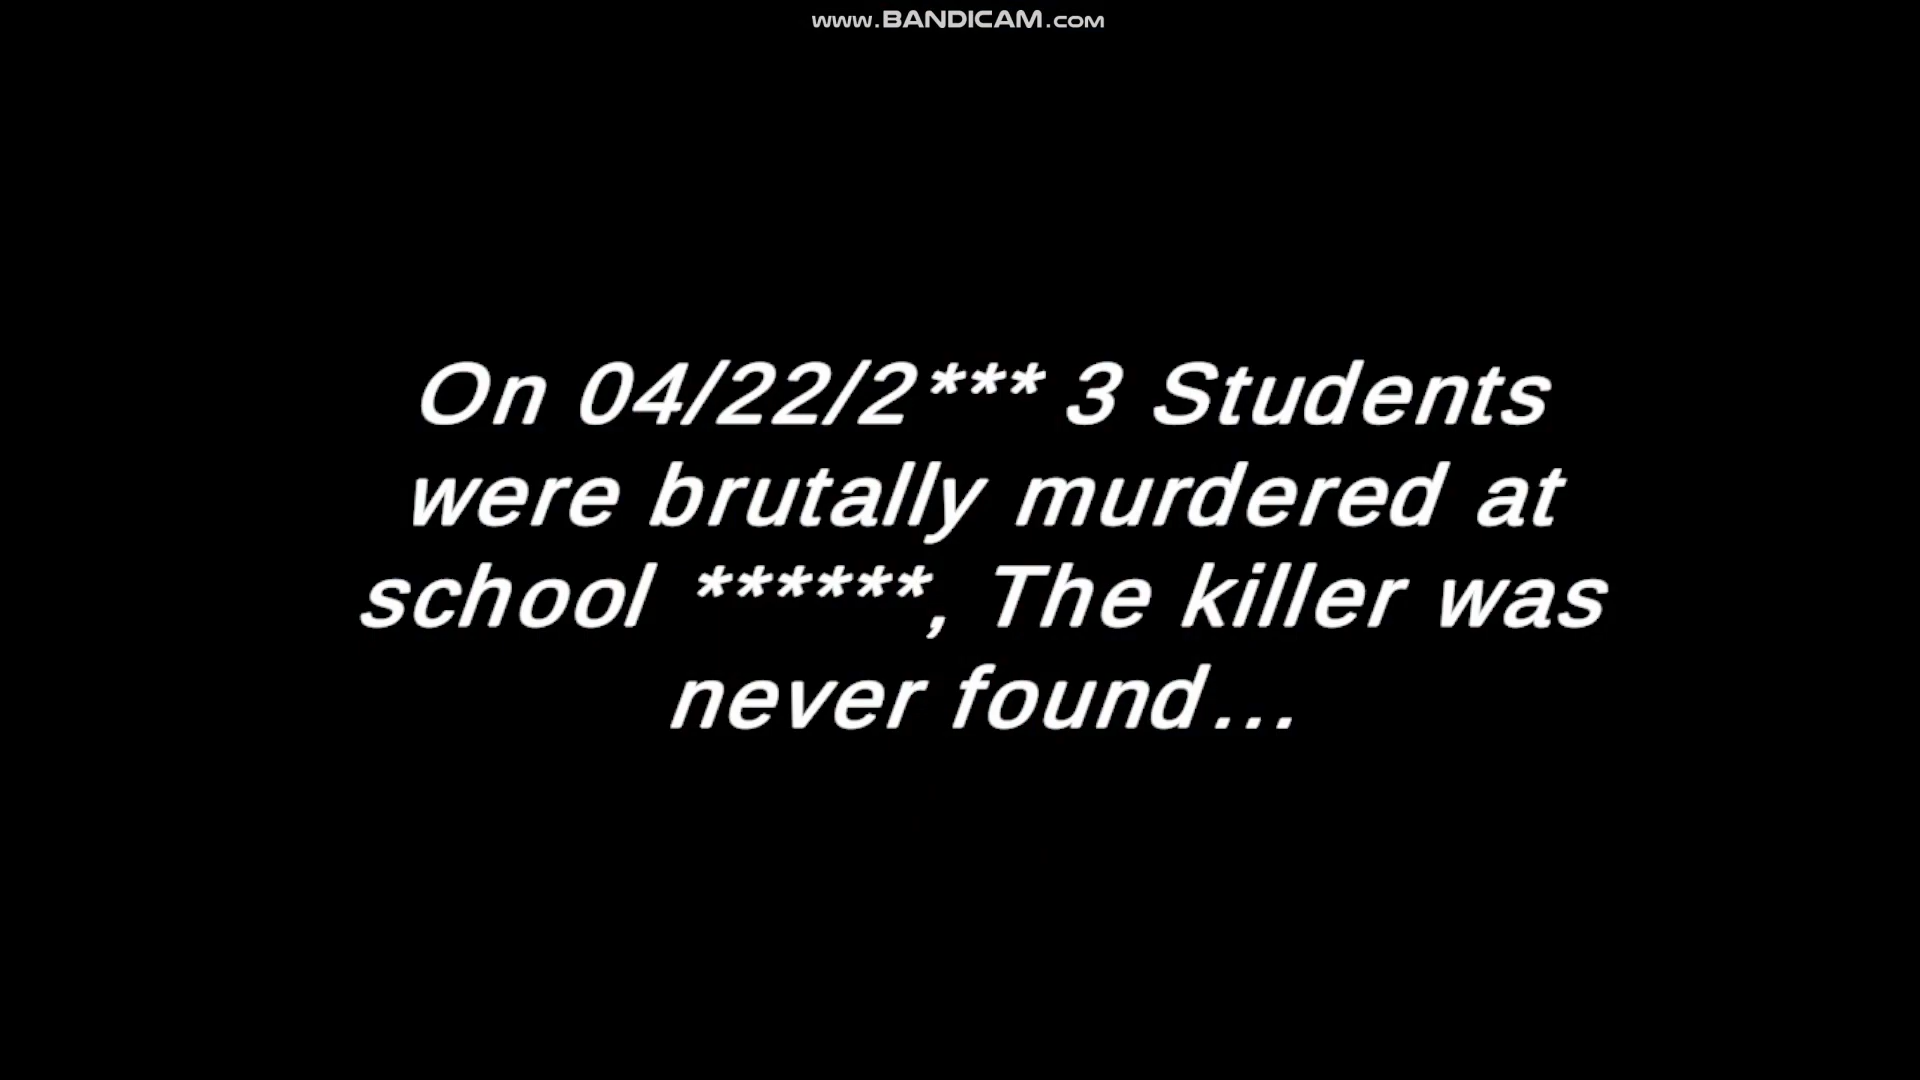 www.BANDICAM.com
On 04/22/2*** 3 Students
were brutally murdered at
school ******, The killer was
never found...